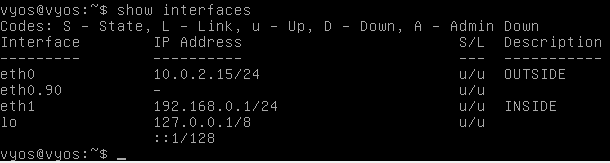 vyos@vyos:~$ show interfaces
Codes: S - State, L - Link, u - Up, D - Down, A - Admin Down
Interface        IP Address                        S/L  Description
---------        ----------                        ---  -----------
eth0             10.0.2.15/24                      u/u  OUTSIDE
eth0.90          -                                 u/u
eth1             192.168.0.1/24                    u/u  INSIDE
lo               127.0.0.1/8                       u/u
                 ::1/128
vyos@vyos:~$ _